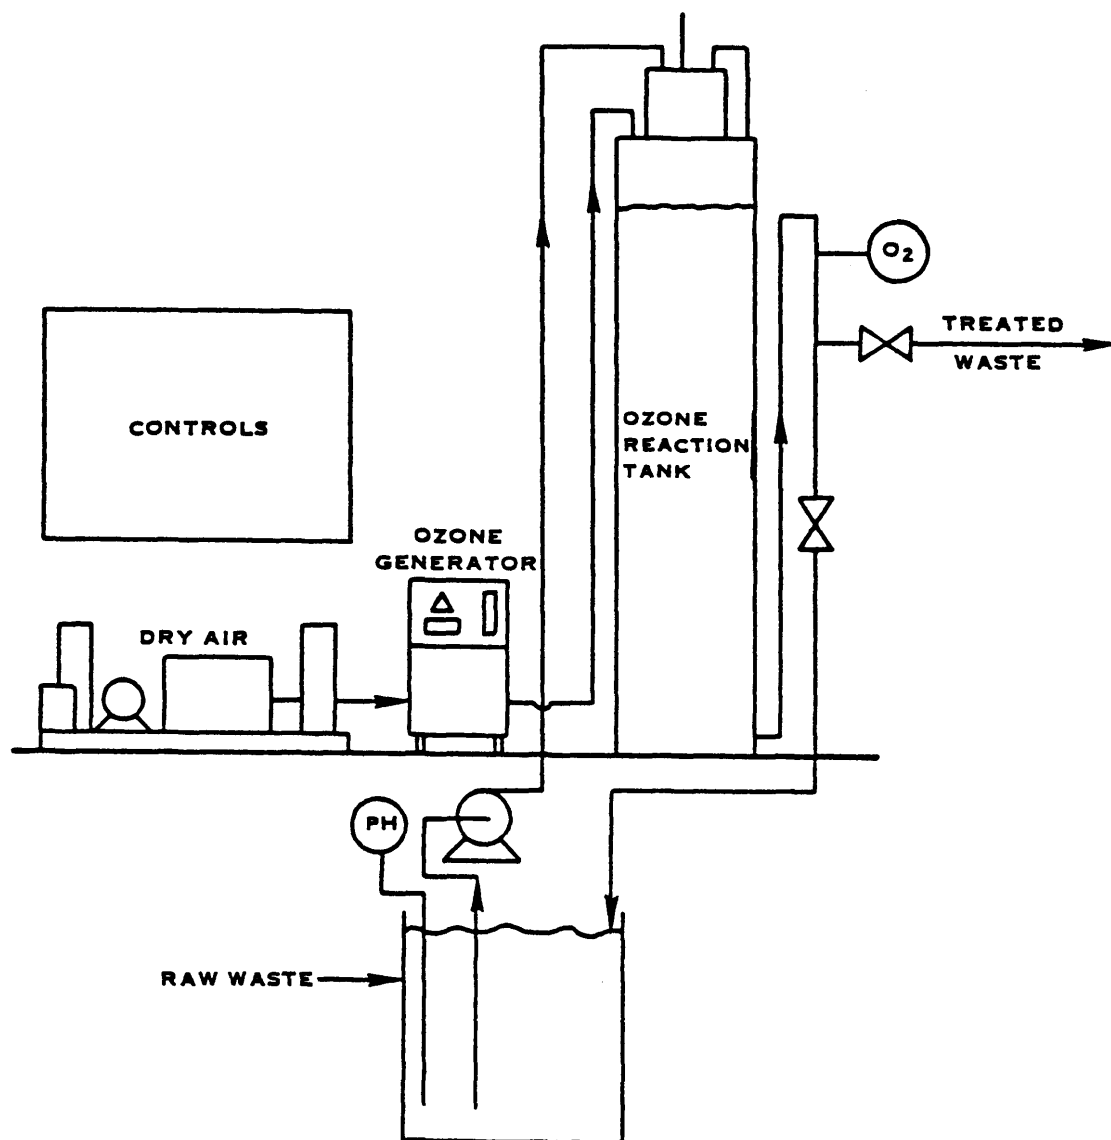 O2
TREATED
WASTE
CONTROLS
OZONE
REACTION
TANK
OZONE
GENERATOR
DRY AIR
PH
RAW WASTE